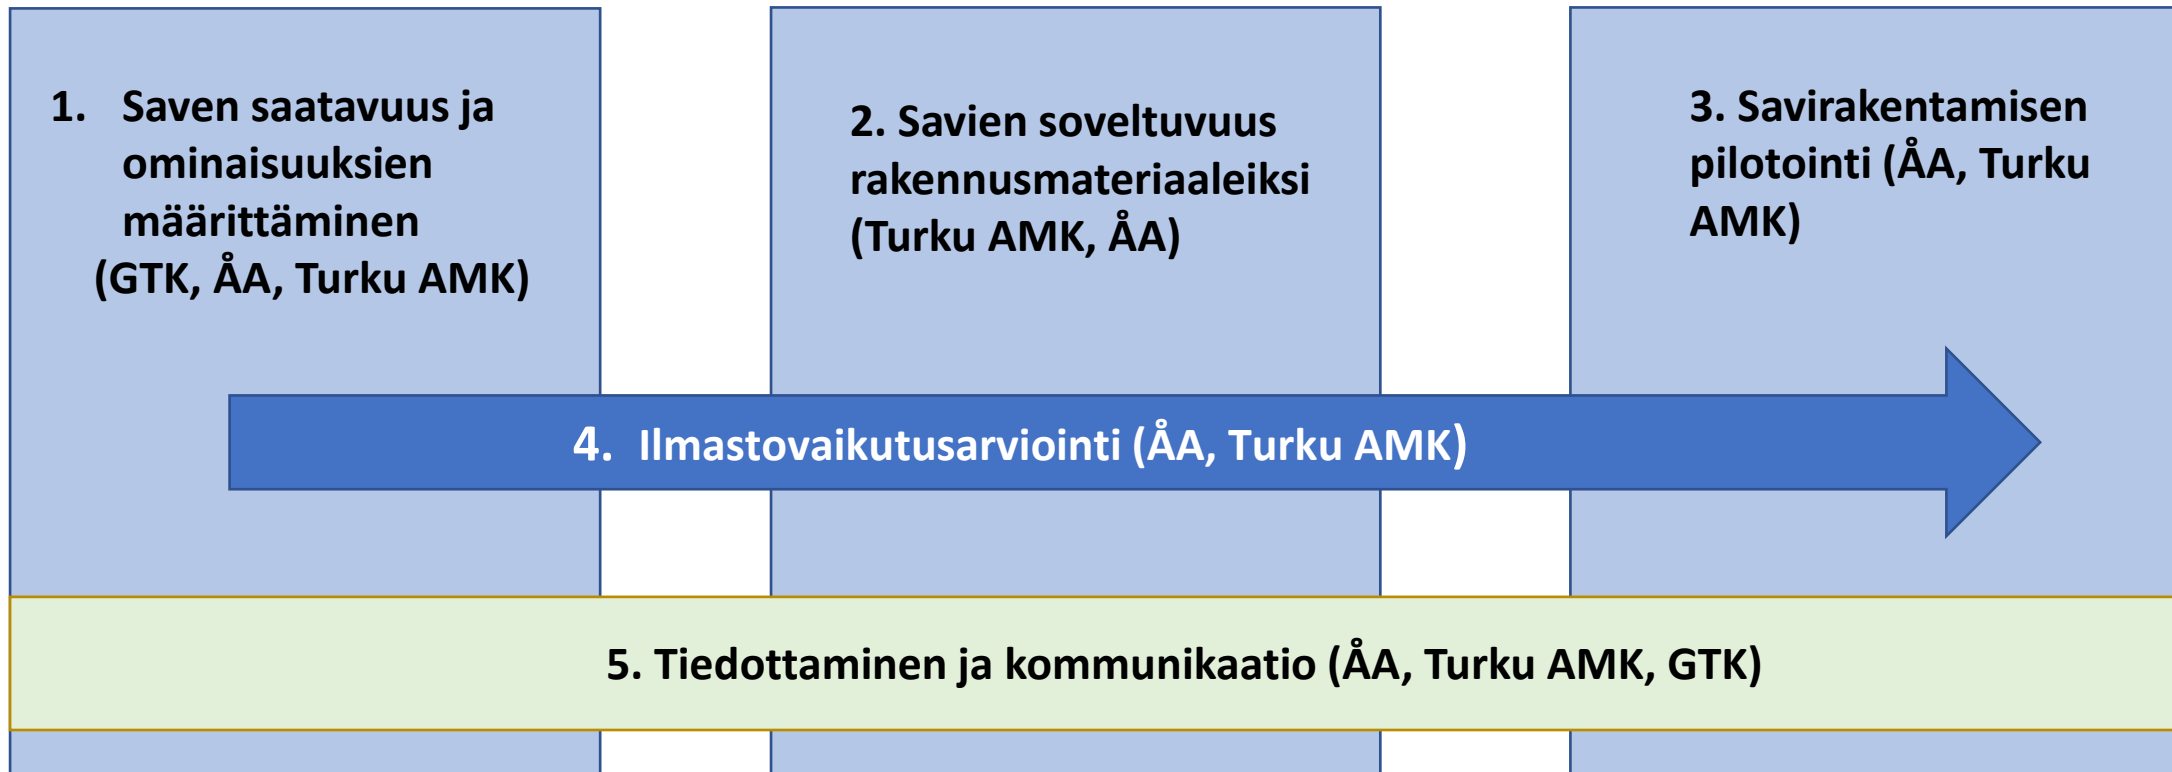 1. Saven saatavuus ja
ominaisuuksien
määrittäminen
(GTK, ÅA, Turku AMK)
2. Savien soveltuvuus
rakennusmateriaaleiksi
(Turku AMK, ÅA)
3. Savirakentamisen
pilotointi (ÅA, Turku
AMK)
4. Ilmastovaikutusarviointi (ÅA, Turku AMK)
5. Tiedottaminen ja kommunikaatio (ÅA, Turku AMK, GTK)